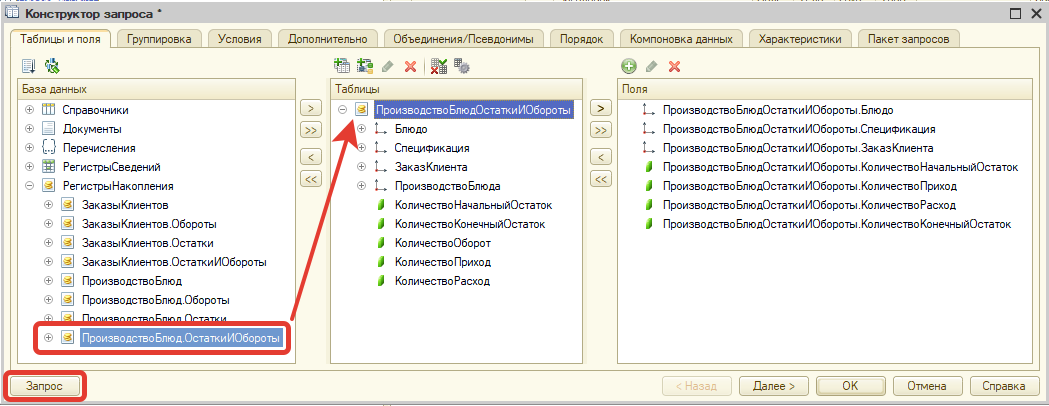 Конструктор запроса *
Таблицы и поля
Группировка
Условия
Дополнительно
Объединения/Псевдонимы
Порядок
Компоновка данных
Характеристики
Пакет запросов
База данных
Справочники
Документы
Перечисления
РегистрыСведений
РегистрыНакопления
ЗаказыКлиентов
ЗаказыКлиентов.Обороты
ЗаказыКлиентов.Остатки
ЗаказыКлиентов.ОстаткиИОбороты
ПроизводствоБлюд
ПроизводствоБлюд.Обороты
ПроизводствоБлюд.Остатки
ПроизводствоБлюд.ОстаткиИОбороты
>
>>
<
<<
Таблицы
ПроизводствоБлюдОстаткиИОбороты
Блюдо
Спецификация
ЗаказКлиента
ПроизводствоБлюда
КоличествоНачальныйОстаток
КоличествоКонечныйОстаток
КоличествоОборот
КоличествоПриход
КоличествоРасход
>
>>
<
<<
Поля
ПроизводствоБлюдОстаткиИОбороты.Блюдо
ПроизводствоБлюдОстаткиИОбороты.Спецификация
ПроизводствоБлюдОстаткиИОбороты.ЗаказКлиента
ПроизводствоБлюдОстаткиИОбороты.КоличествоНачальныйОстаток
ПроизводствоБлюдОстаткиИОбороты.КоличествоПриход
ПроизводствоБлюдОстаткиИОбороты.КоличествоРасход
ПроизводствоБлюдОстаткиИОбороты.КоличествоКонечныйОстаток
Запрос
< Назад
Далее >
OK
Отмена
Справка